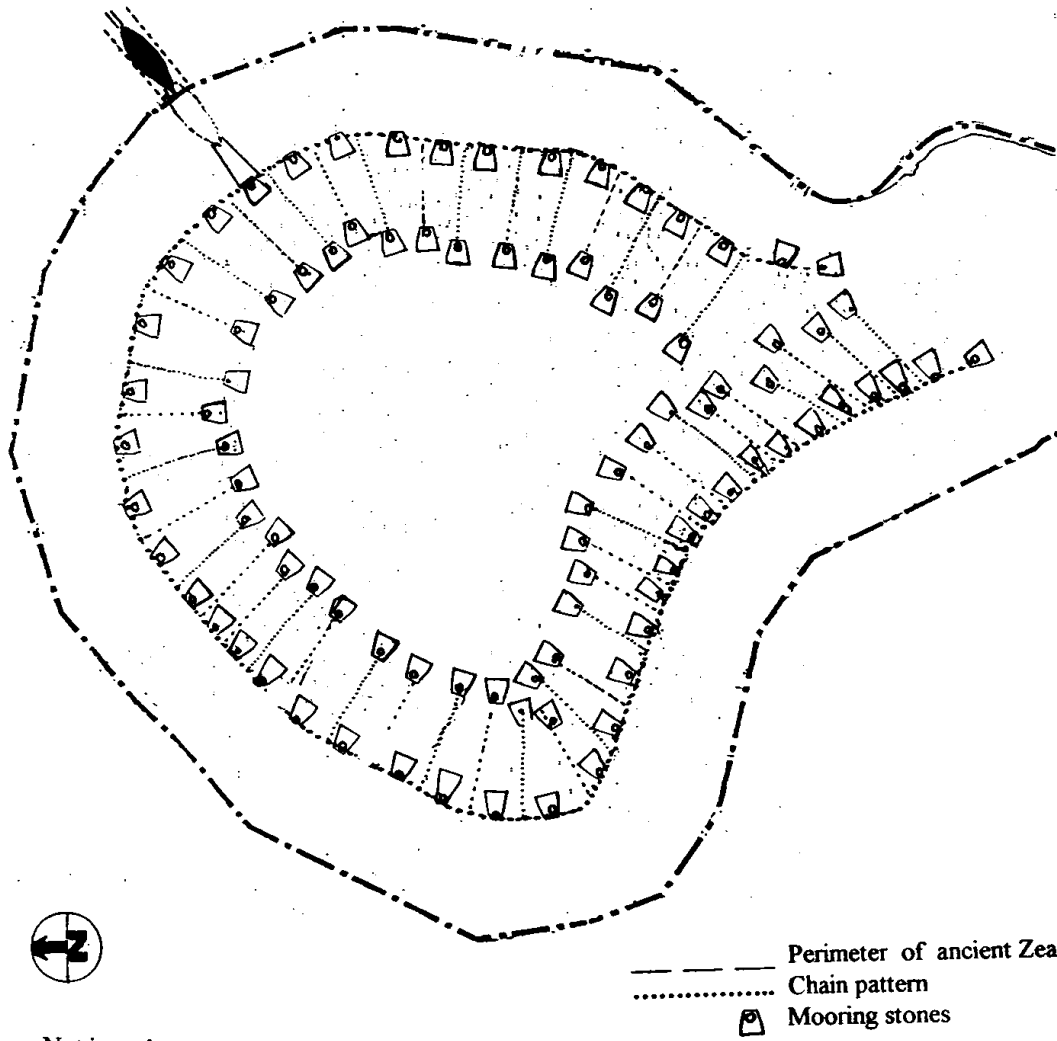 Z
Perimeter of ancient Zea
Chain pattern
Mooring stones